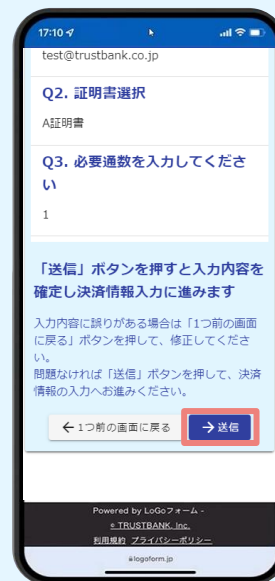 17:10
test@trustbank.co.jp
Q2. 証明書選択
A証明書
Q3. 必要通数を入力してくださ
い
1
「送信」ボタンを押すと入力内容を
確定し決済情報入力に進みます
入力内容に誤りがある場合は「1つ前の画面
に戻る」ボタンを押して、修正してくださ
い。
問題なければ「送信」ボタンを押して、決済
情報の入力へお進みください。
←1つ前の画面に戻る →送信
Powered by LoGoフォーム -
© TRUSTBANK, Inc.
利用規約 プライバシーポリシー
logoform.jp